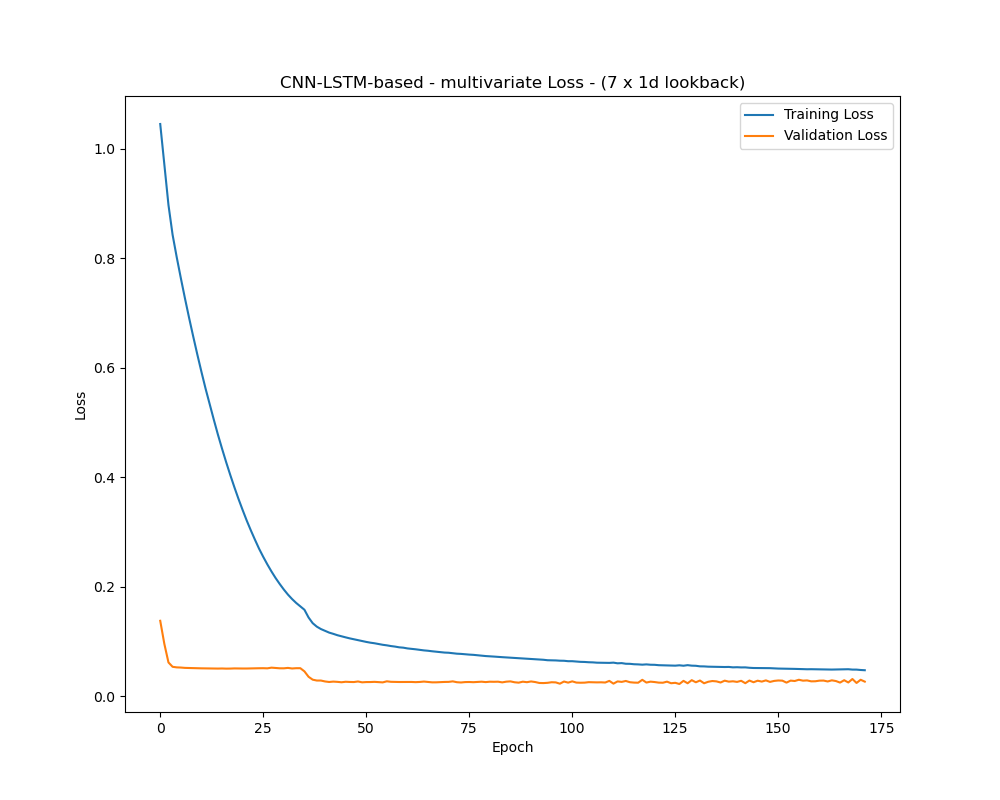 CNN-LSTM-based - multivariate Loss - (7 x 1d lookback)
Training Loss
Validation Loss
1.0
0.8
0.6
0.4
0.2
0.0
Loss
0 25 50 75 100 125 150 175
Epoch